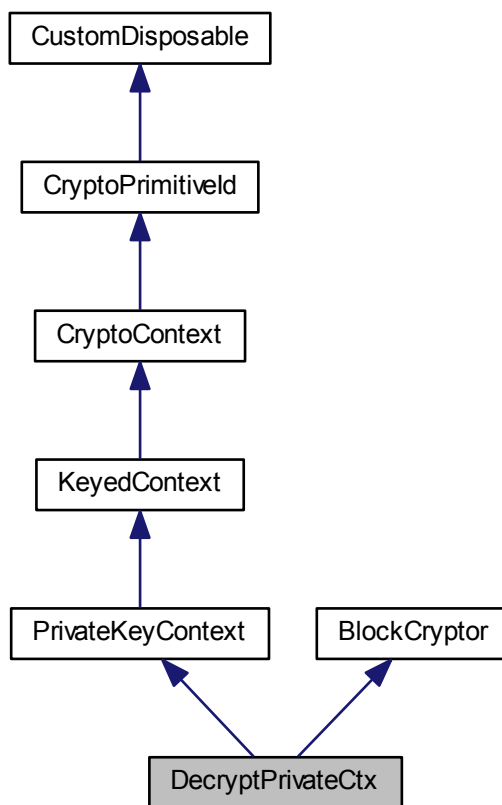 CustomDisposable
CryptoPrimitiveId
CryptoContext
KeyedContext
PrivateKeyContext
BlockCryptor
DecryptPrivateCtx